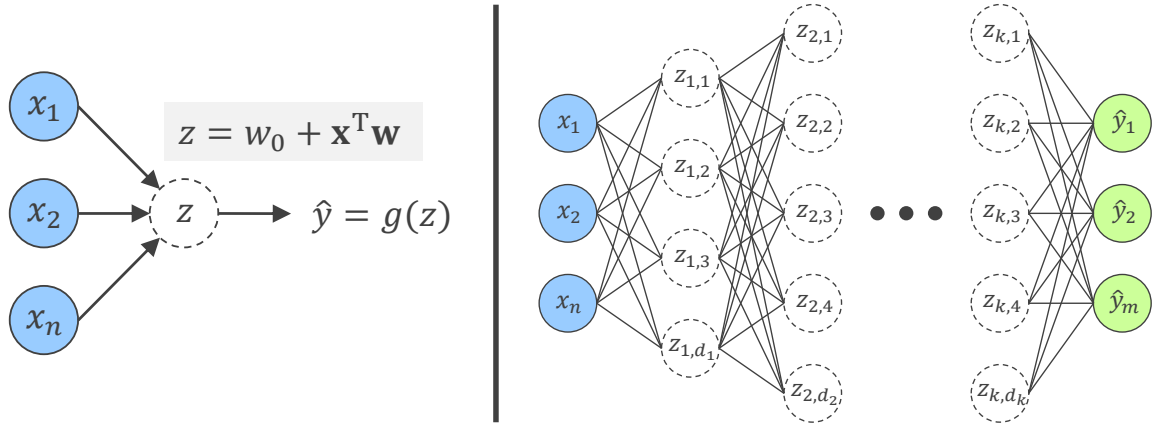 x₁
x₂
xₙ
z = w₀ + 𝐱ᵀ𝐰
z
ŷ = g(z)
x₁
x₂
xₙ
z₁,₁
z₁,₂
z₁,₃
z₁,d₁
z₂,₁
z₂,₂
z₂,₃
z₂,₄
z₂,d₂
zₖ,₁
zₖ,₂
zₖ,₃
zₖ,₄
zₖ,dₖ
ŷ₁
ŷ₂
ŷₘ